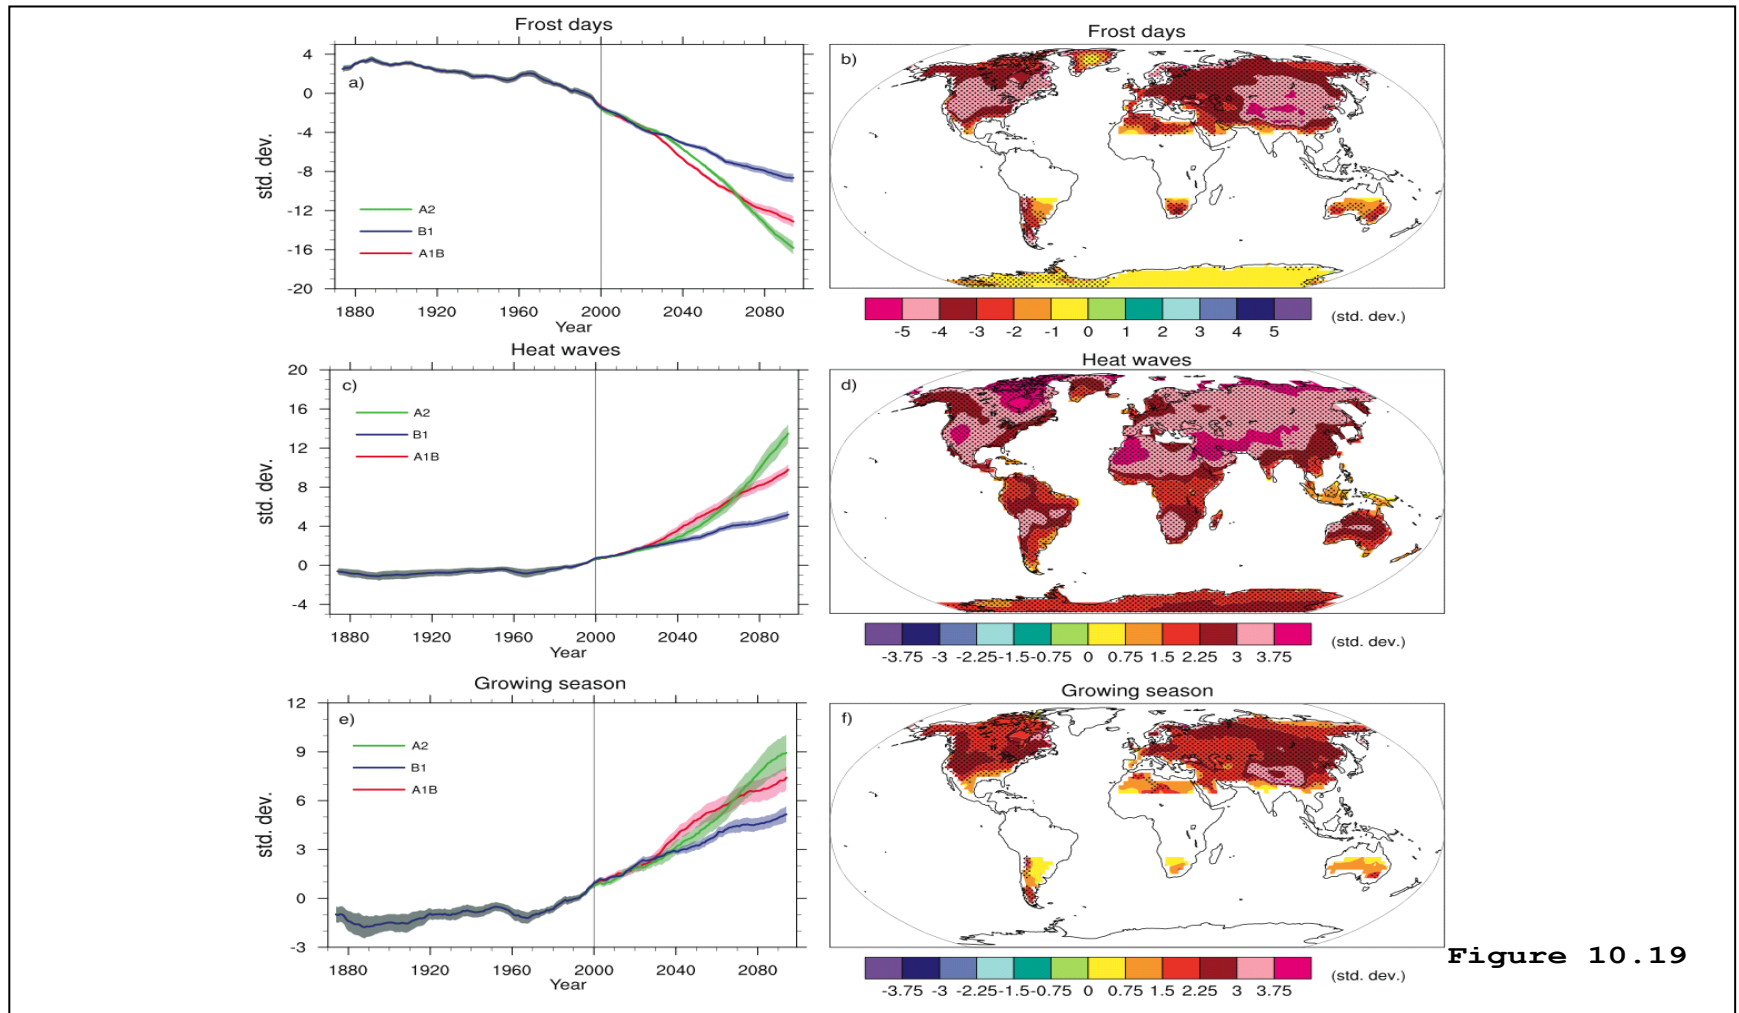 Frost days
4
0
-4
-8
-12
-16
-20
std. dev.
a)
A2
B1
A1B
1880 1920 1960 2000 2040 2080
Year
Frost days
b)
-5 -4 -3 -2 -1 0 1 2 3 4 5 (std. dev.)
Heat waves
20
16
12
8
4
0
-4
std. dev.
c)
A2
B1
A1B
1880 1920 1960 2000 2040 2080
Year
Heat waves
d)
-3.75 -3 -2.25 -1.5 -0.75 0 0.75 1.5 2.25 3 3.75 (std. dev.)
Growing season
12
9
6
3
0
-3
std. dev.
e)
A2
B1
A1B
1880 1920 1960 2000 2040 2080
Year
Growing season
f)
-3.75 -3 -2.25 -1.5 -0.75 0 0.75 1.5 2.25 3 3.75 (std. dev.)
Figure 10.19